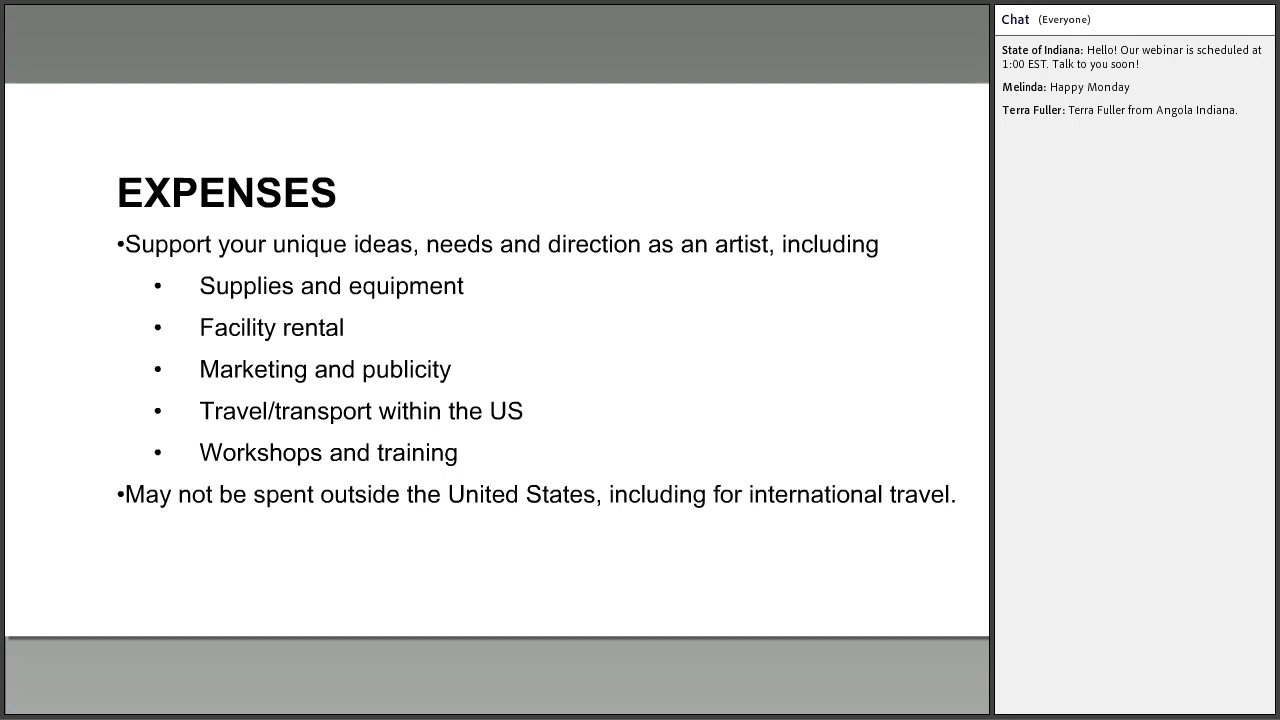 EXPENSES
•Support your unique ideas, needs and direction as an artist, including
• Supplies and equipment
• Facility rental
• Marketing and publicity
• Travel/transport within the US
• Workshops and training
•May not be spent outside the United States, including for international travel.
Chat (Everyone)
State of Indiana: Hello! Our webinar is scheduled at
1:00 EST. Talk to you soon!
Melinda: Happy Monday
Terra Fuller: Terra Fuller from Angola Indiana.